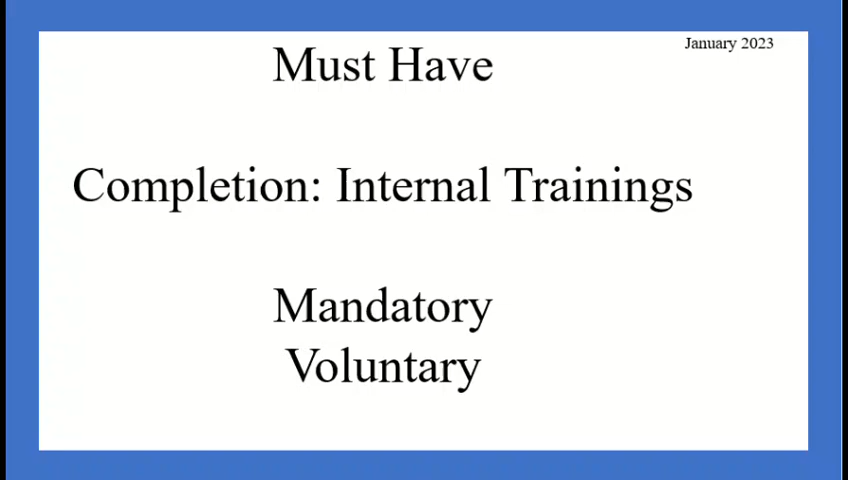 January 2023
Must Have
Completion: Internal Trainings
Mandatory
Voluntary